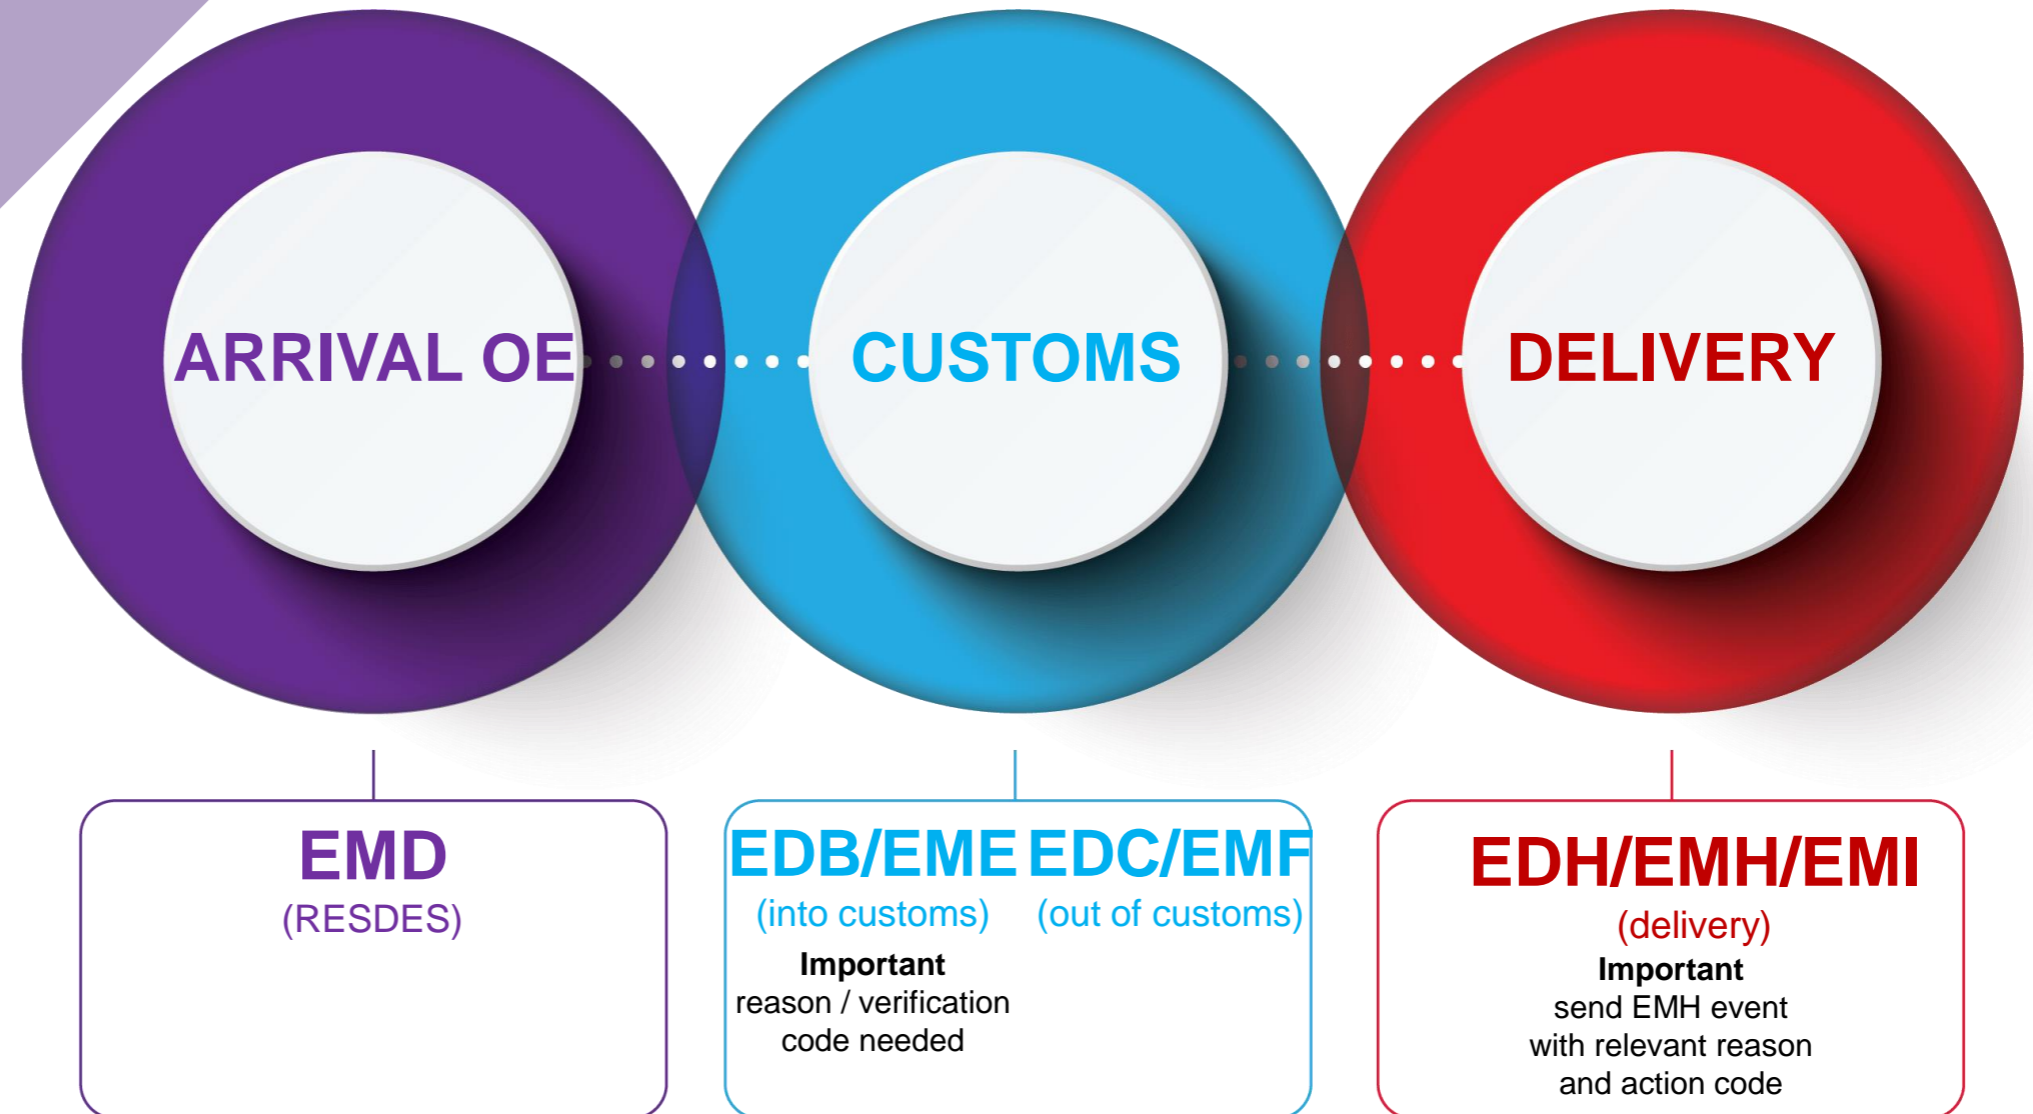 ARRIVAL OE
CUSTOMS
DELIVERY
EMD
(RESDES)
EDB/EME
(into customs)
Important
reason / verification
code needed
EDC/EMF
(out of customs)
EDH/EMH/EMI
(delivery)
Important
send EMH event
with relevant reason
and action code